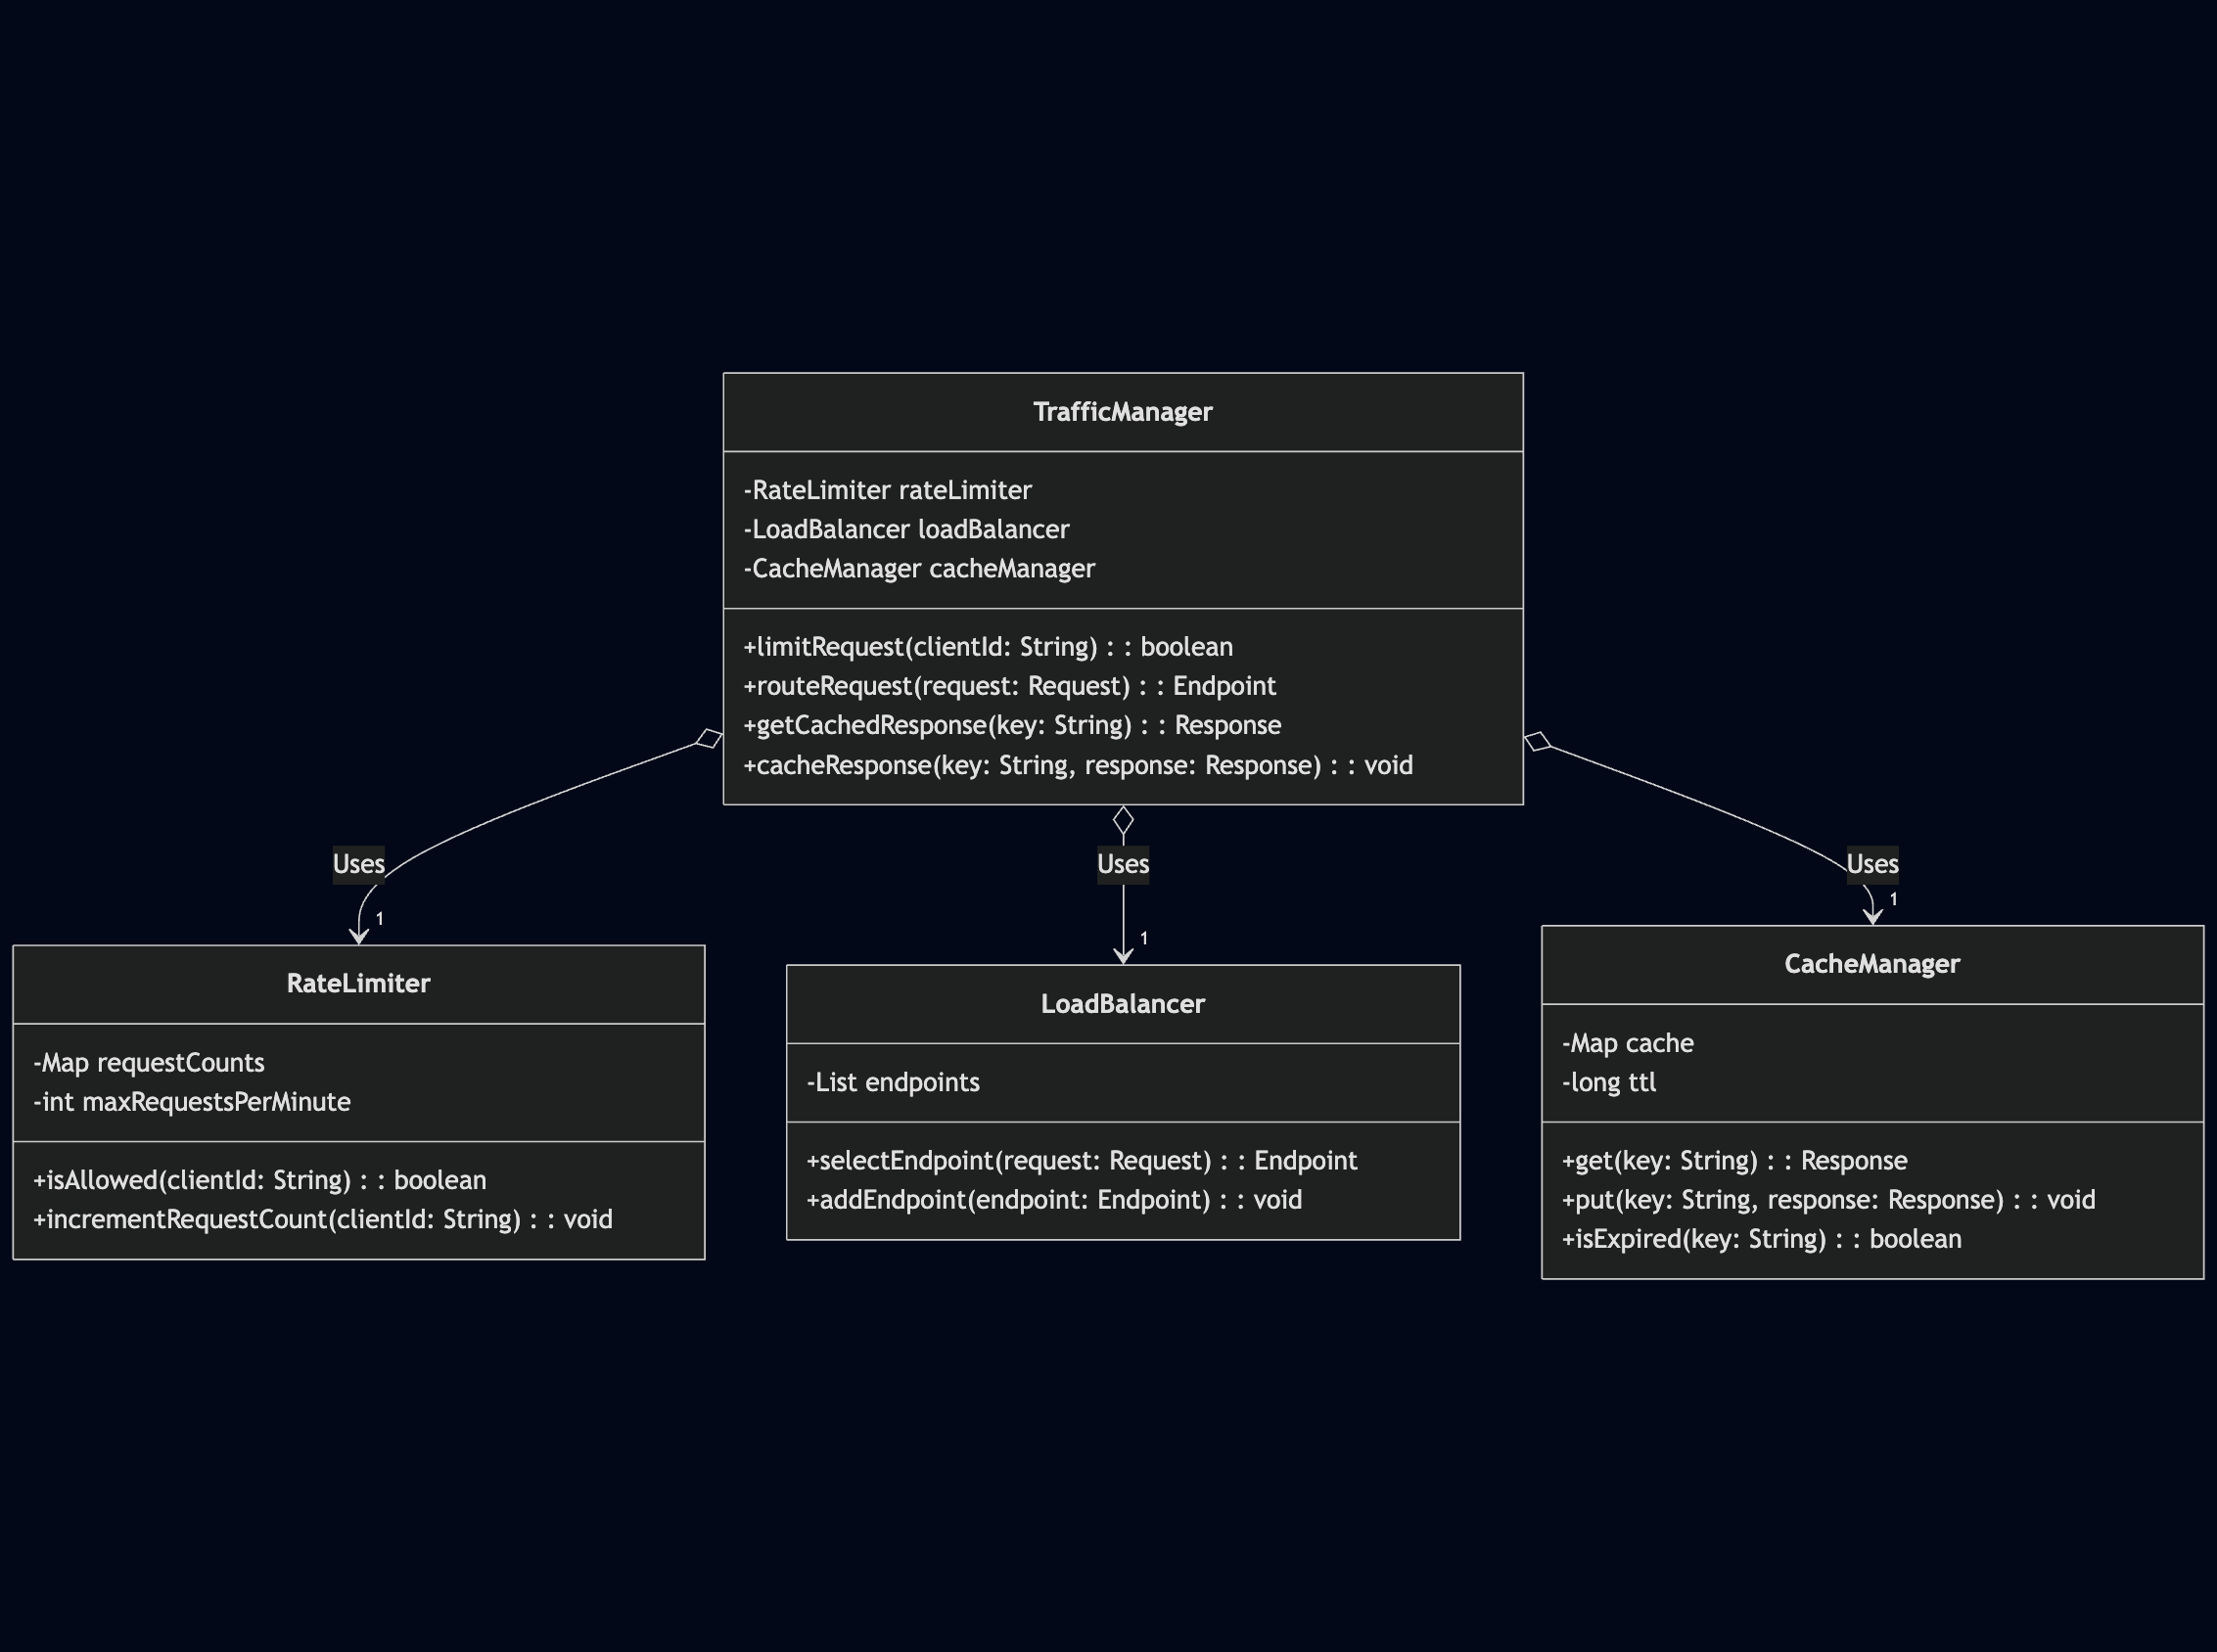 TrafficManager
-RateLimiter rateLimiter
-LoadBalancer loadBalancer
-CacheManager cacheManager
+limitRequest(clientId: String) : : boolean
+routeRequest(request: Request) : : Endpoint
+getCachedResponse(key: String) : : Response
+cacheResponse(key: String, response: Response) : : void
Uses
1
Uses
1
Uses
1
RateLimiter
-Map requestCounts
-int maxRequestsPerMinute
+isAllowed(clientId: String) : : boolean
+incrementRequestCount(clientId: String) : : void
LoadBalancer
-List endpoints
+selectEndpoint(request: Request) : : Endpoint
+addEndpoint(endpoint: Endpoint) : : void
CacheManager
-Map cache
-long ttl
+get(key: String) : : Response
+put(key: String, response: Response) : : void
+isExpired(key: String) : : boolean